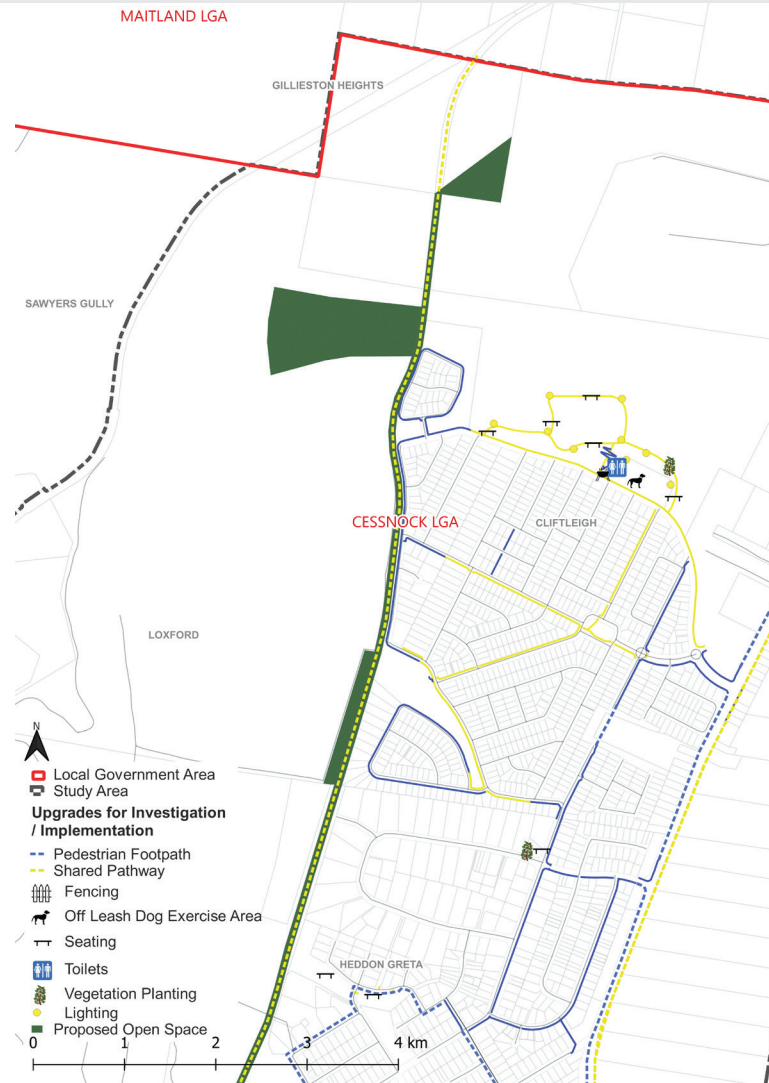 MAITLAND LGA
GILLIESTON HEIGHTS
SAWYERS GULLY
CESSNOCK LGA
CLIFTLEIGH
LOXFORD
N
Local Government Area
Study Area
Upgrades for Investigation
/ Implementation
Pedestrian Footpath
Shared Pathway
Fencing
Off Leash Dog Exercise Area
Seating
Toilets
Vegetation Planting
Lighting
Proposed Open Space
HEDDON GRETA
0 1 2 3 4 km